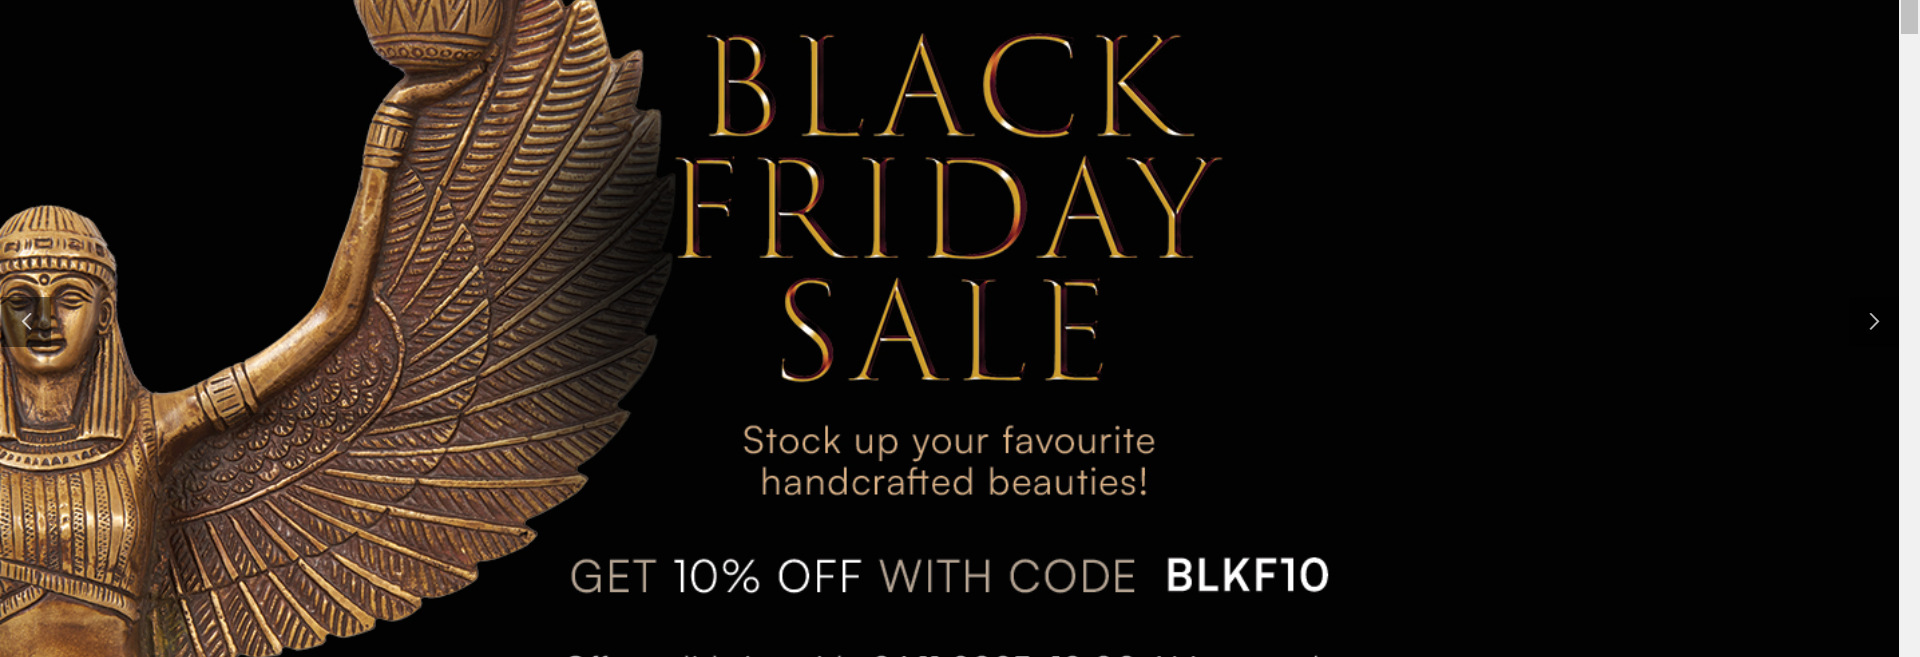 BLACK
FRIDAY
SALE
Stock up your favourite
handcrafted beauties!
GET 10% OFF WITH CODE BLKF10